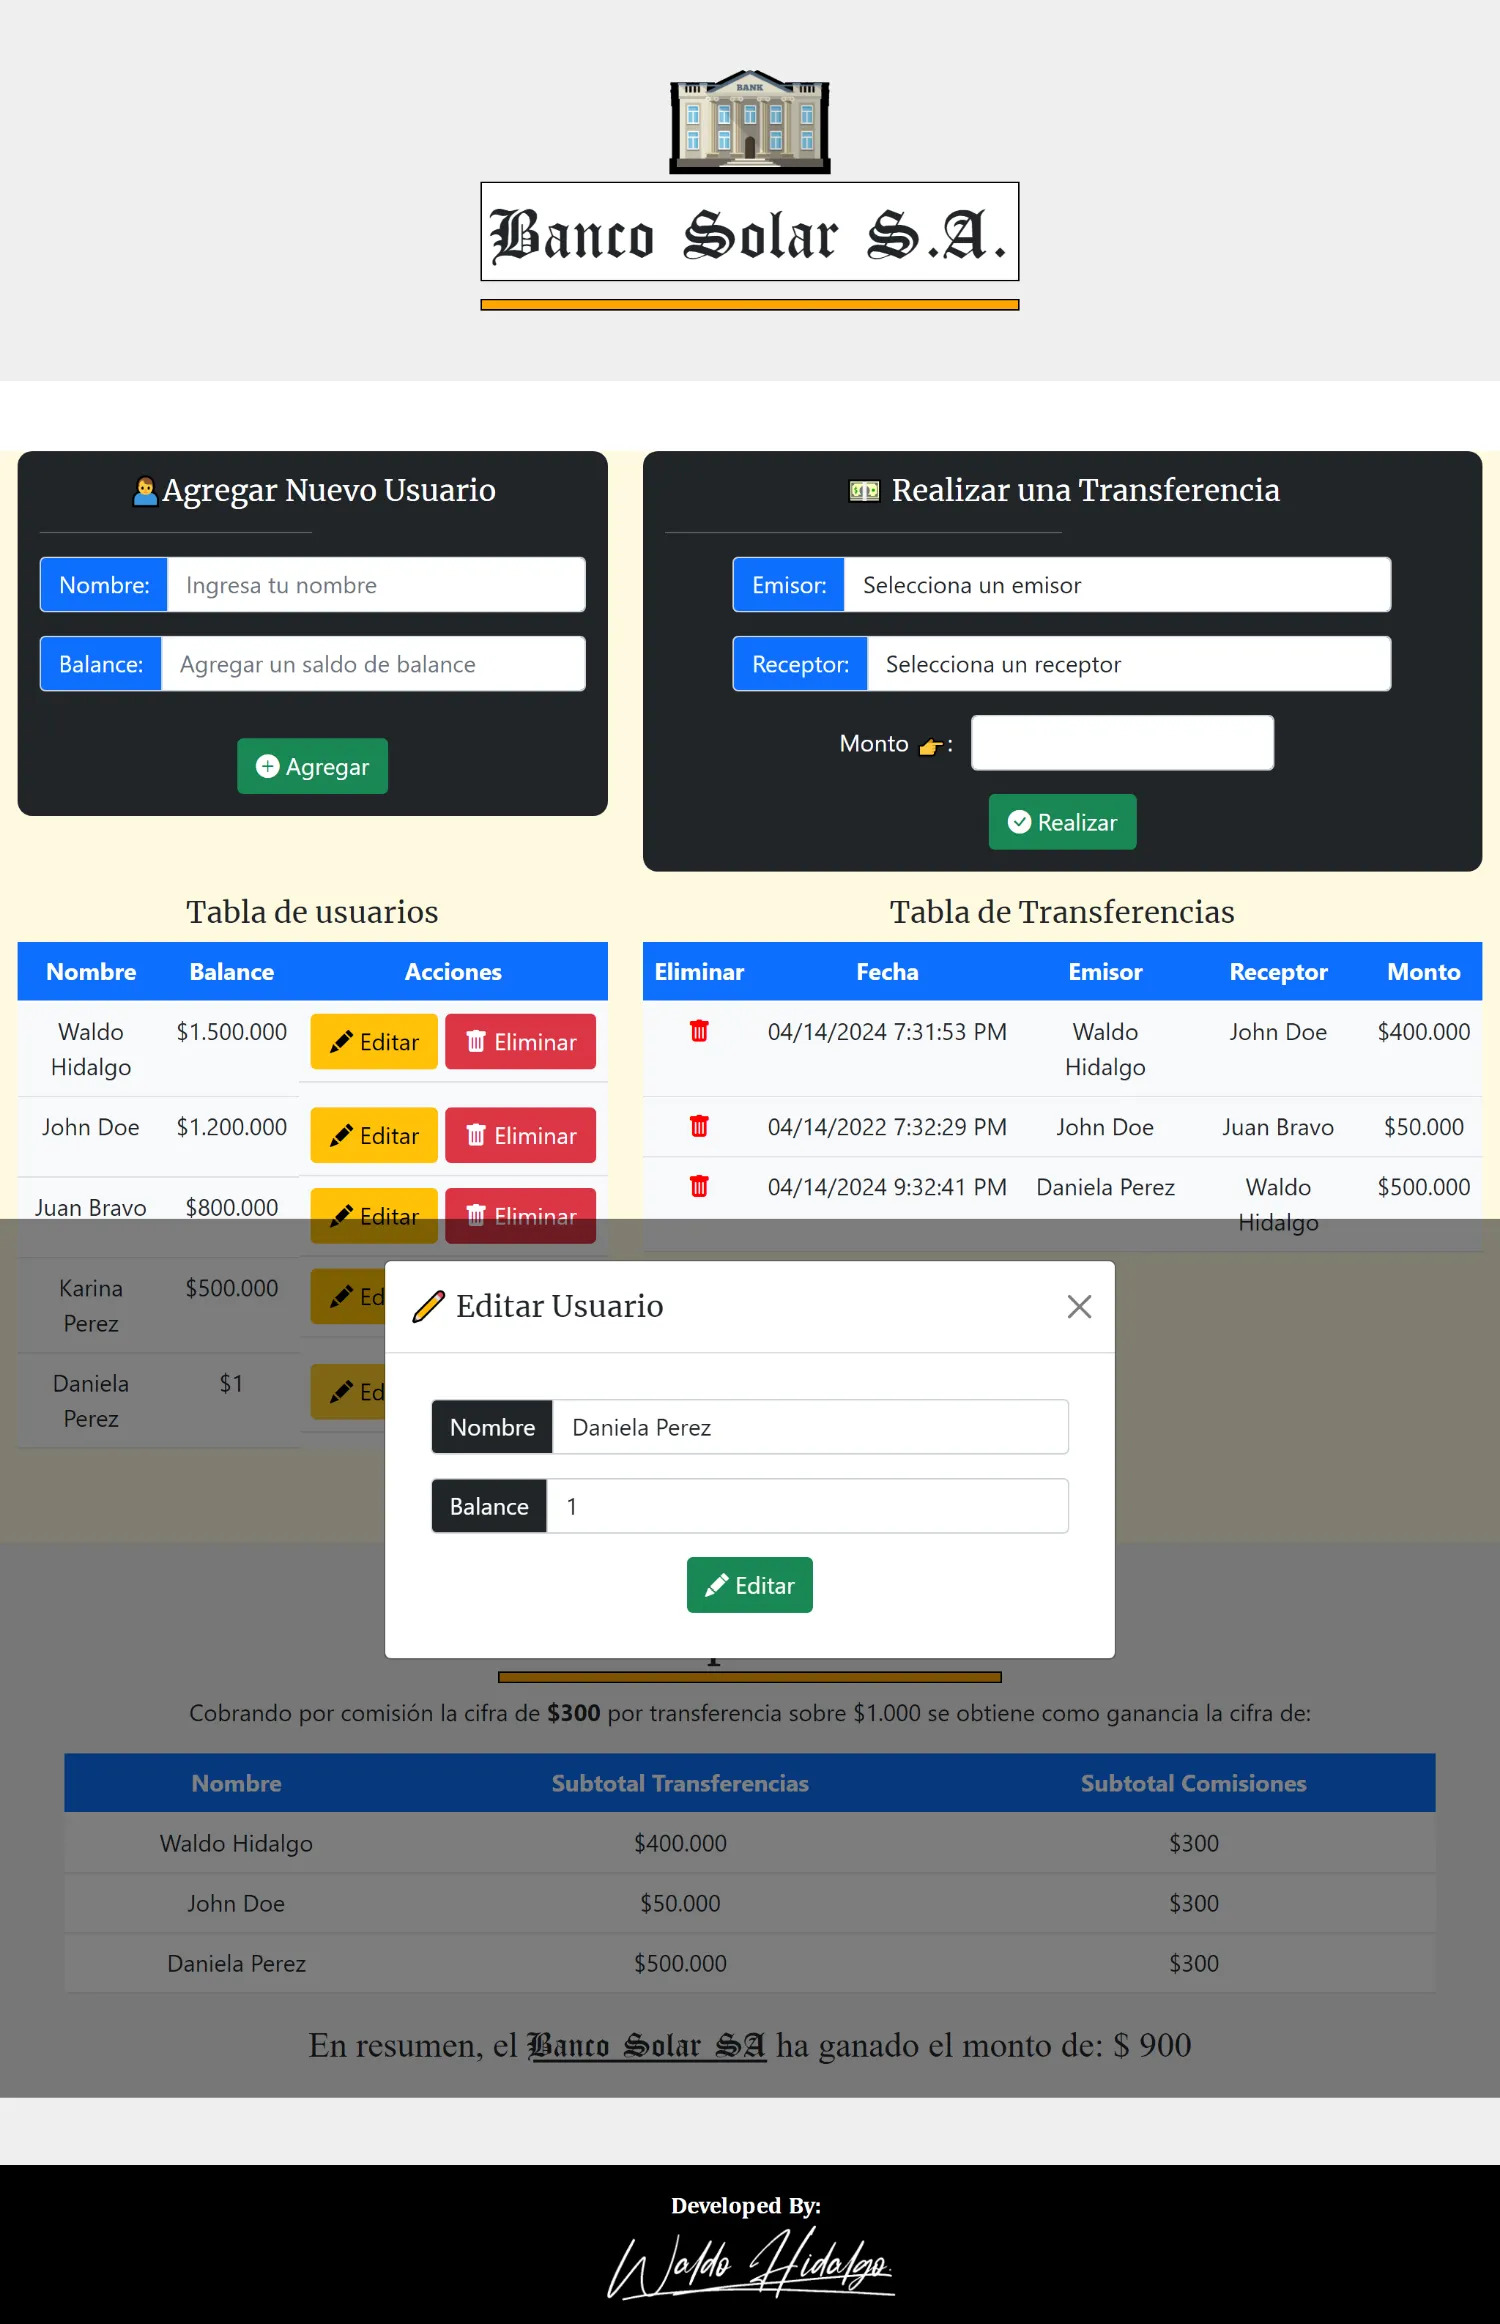 BANK
Banco Solar S.A.
Agregar Nuevo Usuario
Nombre: Ingresa tu nombre
Balance: Agregar un saldo de balance
Agregar
Realizar una Transferencia
Emisor: Selecciona un emisor
Receptor: Selecciona un receptor
Monto 👉:
Realizar
Tabla de usuarios
Nombre Balance Acciones
Waldo $1.500.000 Editar Eliminar
Hidalgo
John Doe $1.200.000 Editar Eliminar
Juan Bravo $800.000 Editar Eliminar
Karina $500.000 Ed
Perez
Daniela $1 Ed
Perez
Tabla de Transferencias
Eliminar Fecha Emisor Receptor Monto
04/14/2024 7:31:53 PM Waldo John Doe $400.000
Hidalgo
04/14/2022 7:32:29 PM John Doe Juan Bravo $50.000
04/14/2024 9:32:41 PM Daniela Perez Waldo $500.000
Hidalgo
Editar Usuario
Nombre Daniela Perez
Balance 1
Editar
Cobrando por comisión la cifra de $300 por transferencia sobre $1.000 se obtiene como ganancia la cifra de:
Nombre Subtotal Transferencias Subtotal Comisiones
Waldo Hidalgo $400.000 $300
John Doe $50.000 $300
Daniela Perez $500.000 $300
En resumen, el Banco Solar SA ha ganado el monto de: $ 900
Developed By:
Waldo Hidalgo.